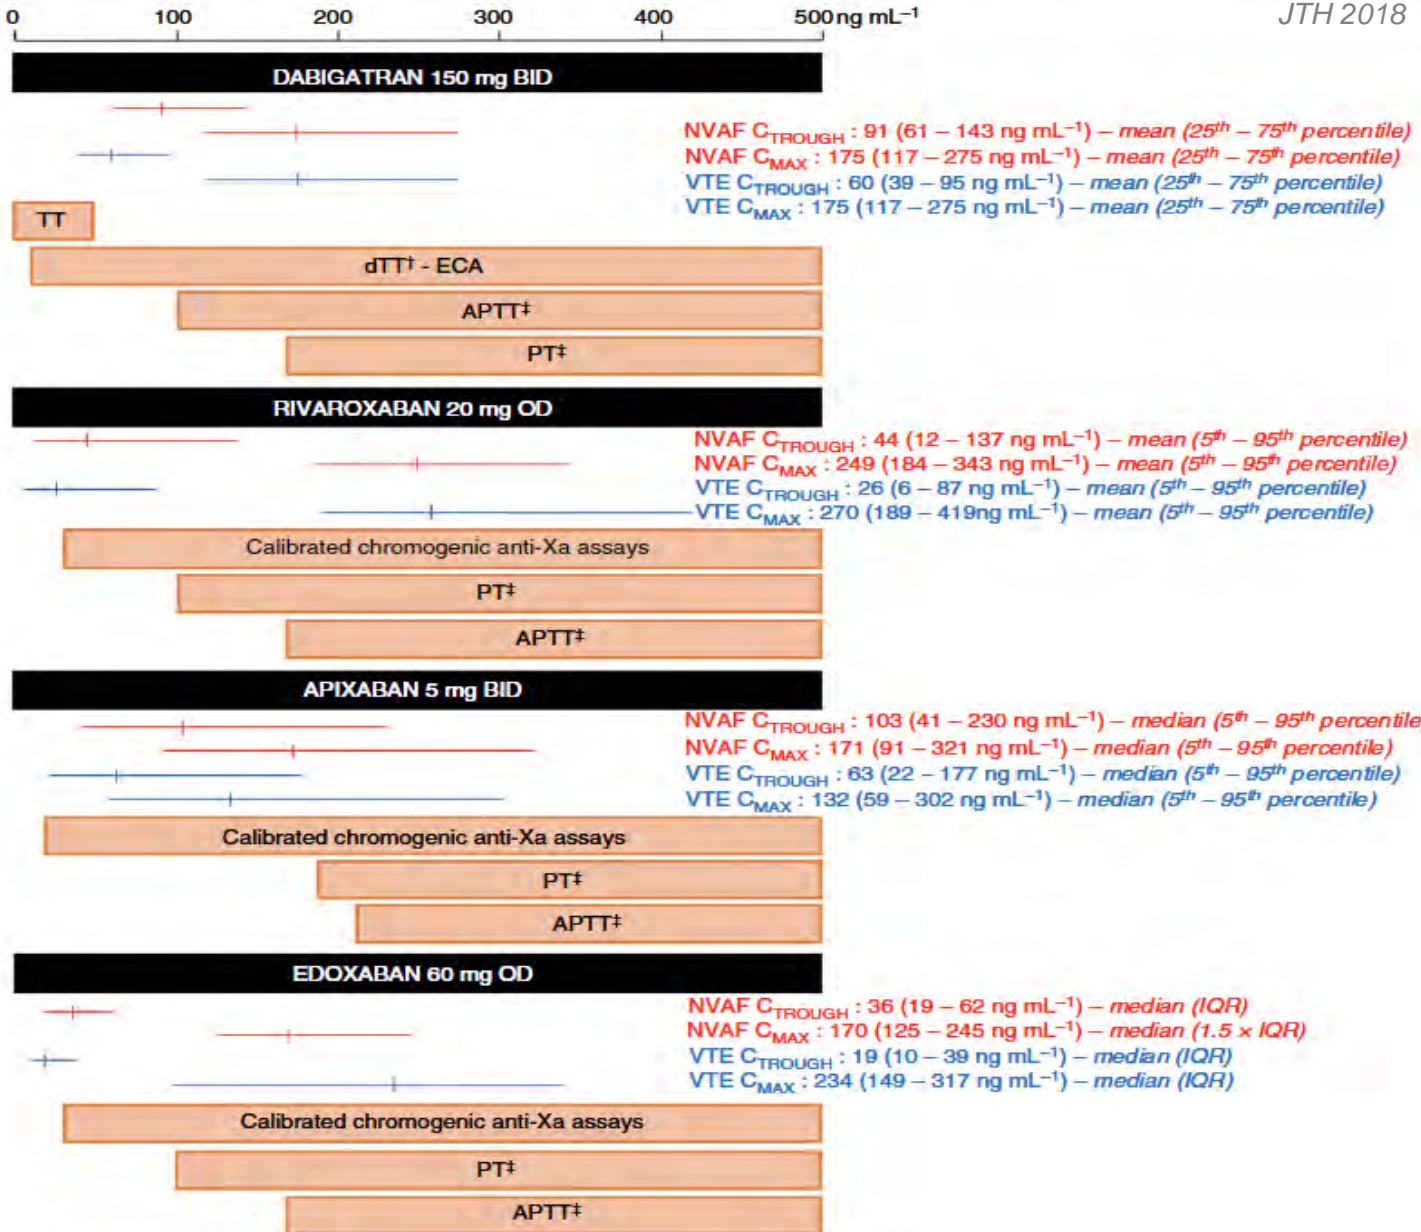 0 100 200 300 400 500 ng mL⁻¹
JTH 2018
DABIGATRAN 150 mg BID
NVAF C_TROUGH : 91 (61 – 143 ng mL⁻¹) – mean (25th – 75th percentile)
NVAF C_MAX : 175 (117 – 275 ng mL⁻¹) – mean (25th – 75th percentile)
VTE C_TROUGH : 60 (39 – 95 ng mL⁻¹) – mean (25th – 75th percentile)
VTE C_MAX : 175 (117 – 275 ng mL⁻¹) – mean (25th – 75th percentile)
TT
dTT† - ECA
APTT‡
PT‡
RIVAROXABAN 20 mg OD
NVAF C_TROUGH : 44 (12 – 137 ng mL⁻¹) – mean (5th – 95th percentile)
NVAF C_MAX : 249 (184 – 343 ng mL⁻¹) – mean (5th – 95th percentile)
VTE C_TROUGH : 26 (6 – 87 ng mL⁻¹) – mean (5th – 95th percentile)
VTE C_MAX : 270 (189 – 419ng mL⁻¹) – mean (5th – 95th percentile)
Calibrated chromogenic anti-Xa assays
PT‡
APTT‡
APIXABAN 5 mg BID
NVAF C_TROUGH : 103 (41 – 230 ng mL⁻¹) – median (5th – 95th percentile
NVAF C_MAX : 171 (91 – 321 ng mL⁻¹) – median (5th – 95th percentile)
VTE C_TROUGH : 63 (22 – 177 ng mL⁻¹) – median (5th – 95th percentile)
VTE C_MAX : 132 (59 – 302 ng mL⁻¹) – median (5th – 95th percentile)
Calibrated chromogenic anti-Xa assays
PT‡
APTT‡
EDOXABAN 60 mg OD
NVAF C_TROUGH : 36 (19 – 62 ng mL⁻¹) – median (IQR)
NVAF C_MAX : 170 (125 – 245 ng mL⁻¹) – median (1.5 × IQR)
VTE C_TROUGH : 19 (10 – 39 ng mL⁻¹) – median (IQR)
VTE C_MAX : 234 (149 – 317 ng mL⁻¹) – median (IQR)
Calibrated chromogenic anti-Xa assays
PT‡
APTT‡